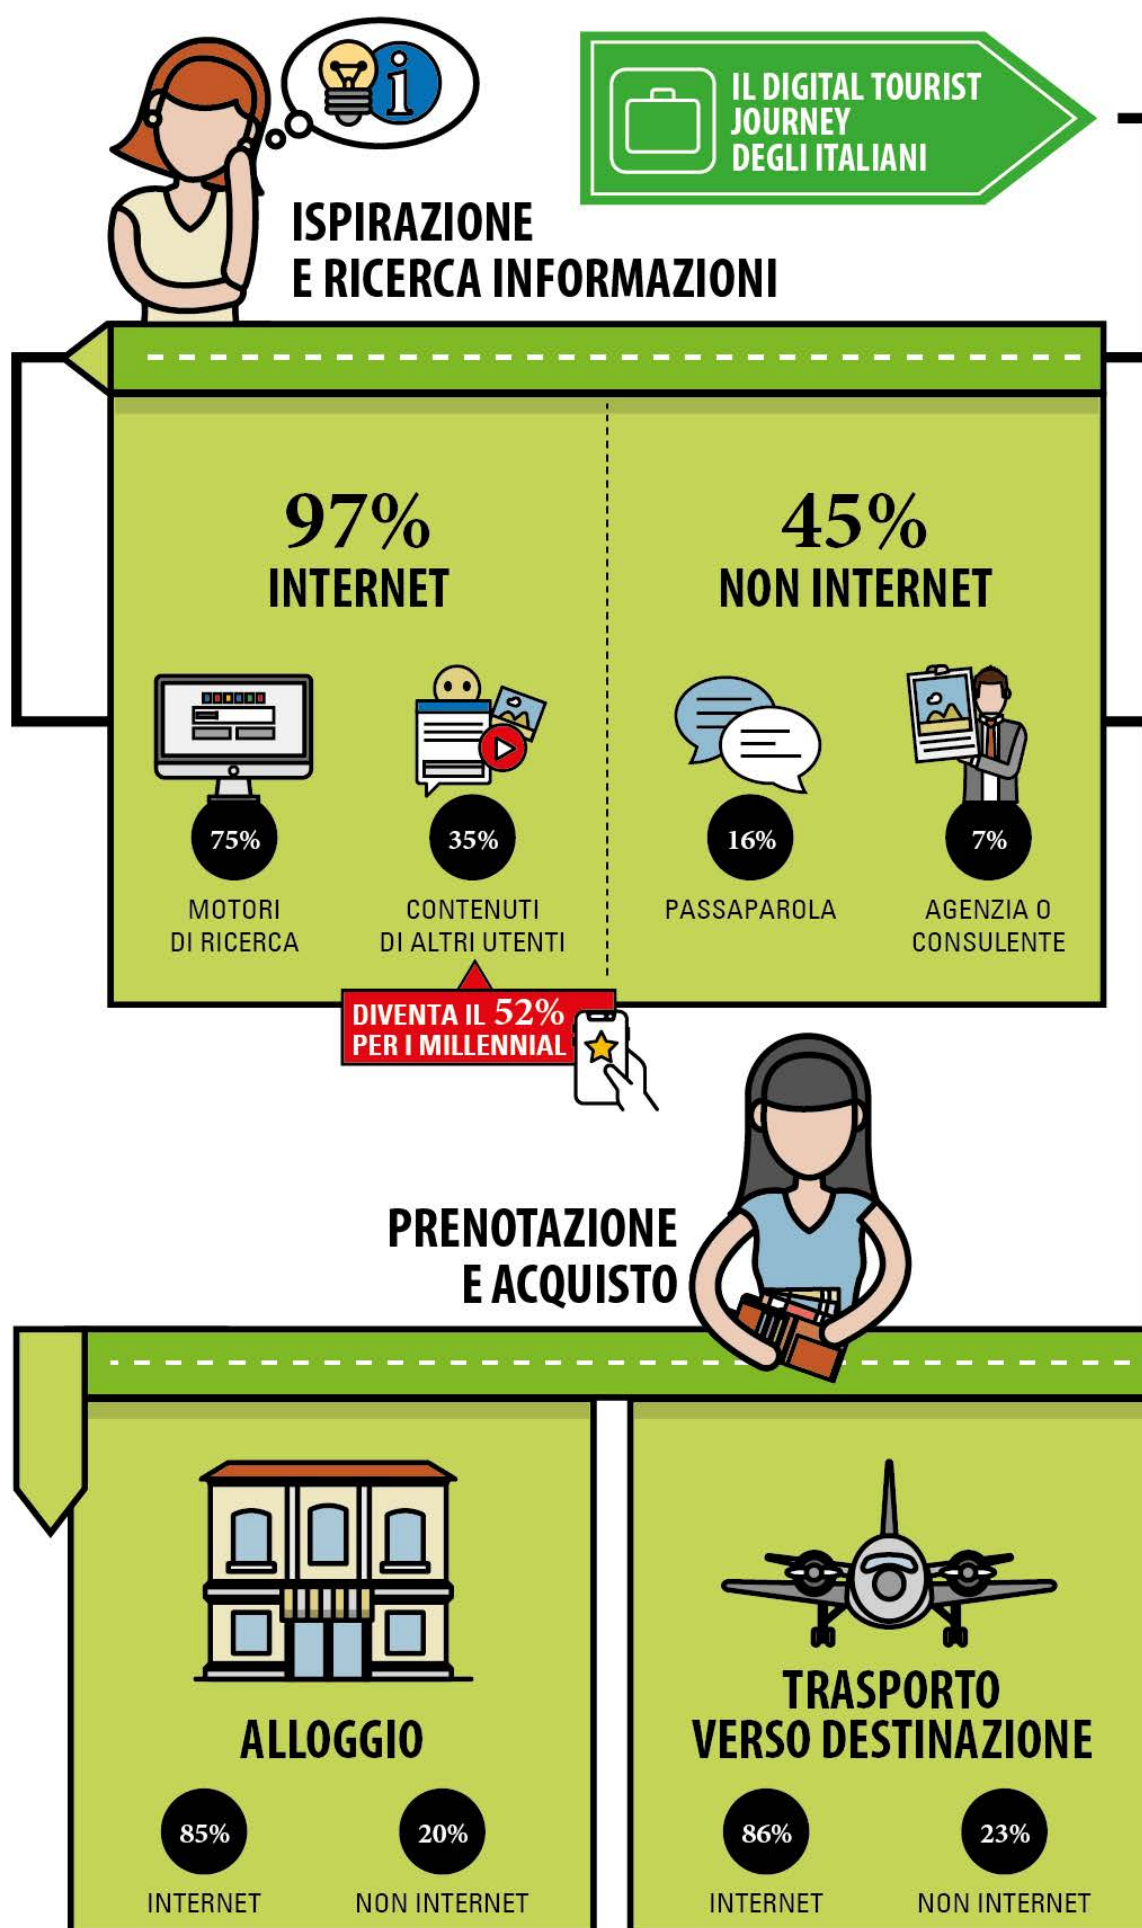 IL DIGITAL TOURIST
JOURNEY
DEGLI ITALIANI
ISPIRAZIONE
E RICERCA INFORMAZIONI
97%
INTERNET
75%
MOTORI
DI RICERCA
35%
CONTENUTI
DI ALTRI UTENTI
DIVENTA IL 52%
PER I MILLENNIAL
45%
NON INTERNET
16%
PASSAPAROLA
7%
AGENZIA O
CONSULENTE
PRENOTAZIONE
E ACQUISTO
ALLOGGIO
85%
INTERNET
20%
NON INTERNET
TRASPORTO
VERSO DESTINAZIONE
86%
INTERNET
23%
NON INTERNET